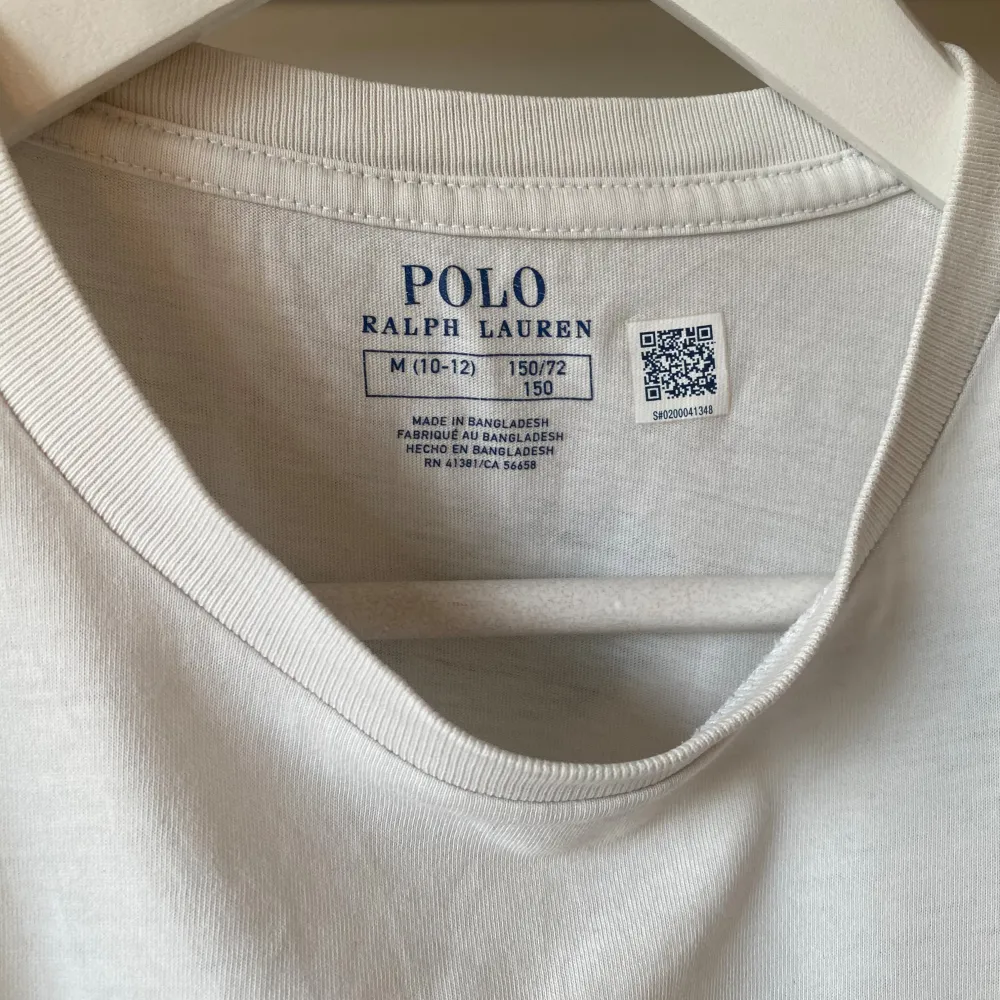 POLO
RALPH LAUREN
M (10-12) 150/72
150
MADE IN BANGLADESH
FABRIQUÉ AU BANGLADESH
HECHO EN BANGLADESH
RN 41381/CA 56658
S#0200041348